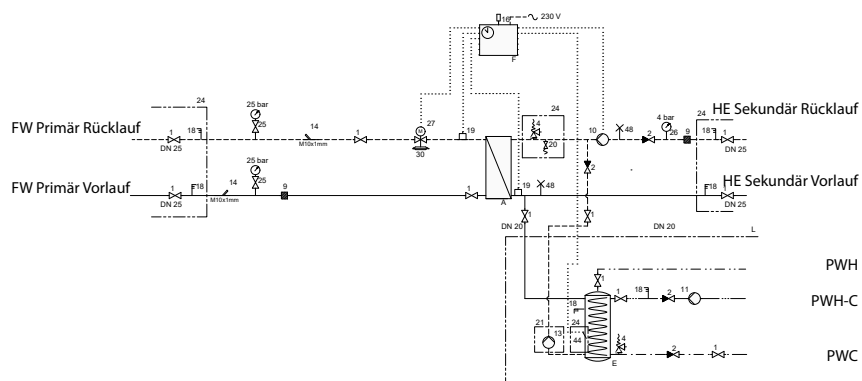 16
230 V
F
24
25 bar
27
24
4 bar
24
HE Sekundär Rücklauf
FW Primär Rücklauf
1
18
25
14
1
M
19
4
20
10
48
2
26
9
18
1
DN 25
M10x1mm
30
DN 25
25 bar
2
FW Primär Vorlauf
1
18
14
25
9
1
19
48
18
1
HE Sekundär Vorlauf
DN 25
M10x1mm
A
DN 25
1
1
DN 20
DN 20
L
1
PWH
18
1
18
2
11
PWH-C
21
13
24
44
4
2
1
PWC
E